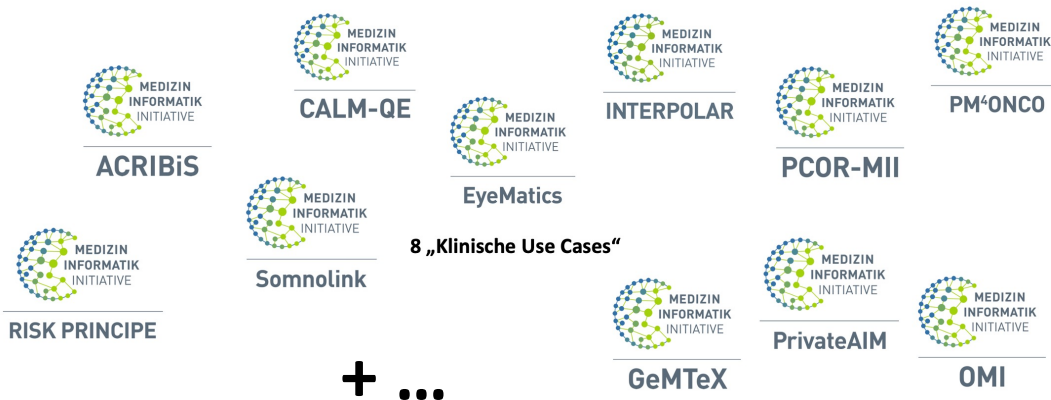 MEDIZIN
INFORMATIK
INITIATIVE
ACRIBiS
MEDIZIN
INFORMATIK
INITIATIVE
CALM-QE
MEDIZIN
INFORMATIK
INITIATIVE
EyeMatics
MEDIZIN
INFORMATIK
INITIATIVE
INTERPOLAR
MEDIZIN
INFORMATIK
INITIATIVE
PCOR-MII
MEDIZIN
INFORMATIK
INITIATIVE
PM⁴ONCO
MEDIZIN
INFORMATIK
INITIATIVE
RISK PRINCIPE
MEDIZIN
INFORMATIK
INITIATIVE
Somnolink
8 „Klinische Use Cases“
+ ...
MEDIZIN
INFORMATIK
INITIATIVE
GeMTeX
MEDIZIN
INFORMATIK
INITIATIVE
PrivateAIM
MEDIZIN
INFORMATIK
INITIATIVE
OMI